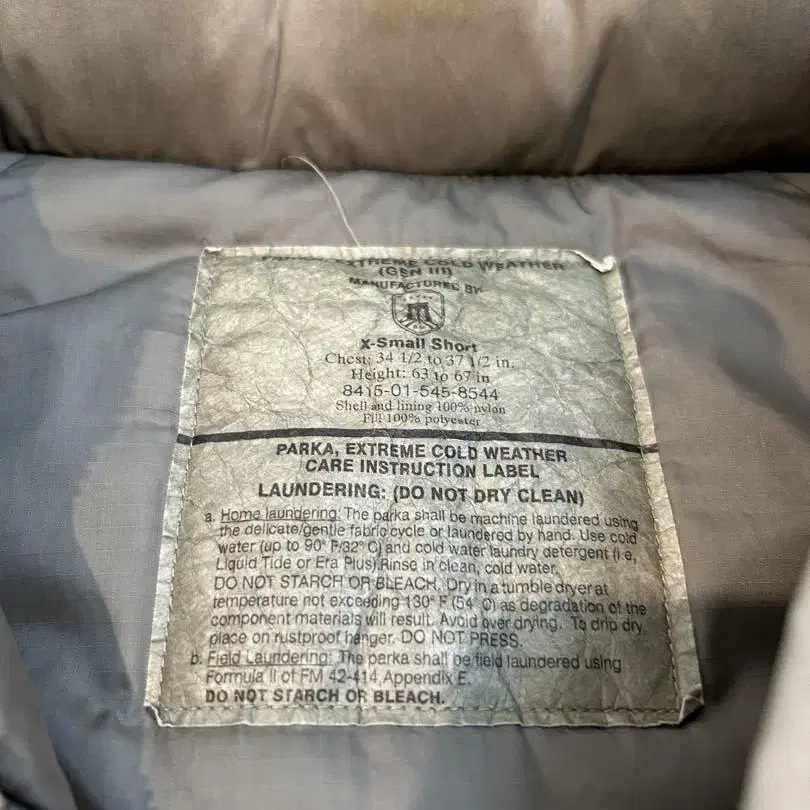 PARKA, EXTREME COLD WEATHER
(GEN III)
MANUFACTURED BY
X-Small Short
Chest: 34 1/2 to 37 1/2 in.
Height: 63 to 67 in
8415-01-545-8544
Shell and lining 100% nylon
Fill 100% polyester
PARKA, EXTREME COLD WEATHER
CARE INSTRUCTION LABEL
LAUNDERING: (DO NOT DRY CLEAN)
a. Home laundering: The parka shall be machine laundered using
the delicate/gentle fabric cycle or laundered by hand. Use cold
water (up to 90° F/32° C) and cold water laundry detergent (i.e,
Liquid Tide or Era Plus).Rinse in clean, cold water.
DO NOT STARCH OR BLEACH. Dry in a tumble dryer at
temperature not exceeding 130° F (54° C) as degradation of the
component materials will result. Avoid over drying. To drip dry,
place on rustproof hanger. DO NOT PRESS.
b. Field Laundering: The parka shall be field laundered using
Formula II of FM 42-414,Appendix E.
DO NOT STARCH OR BLEACH.